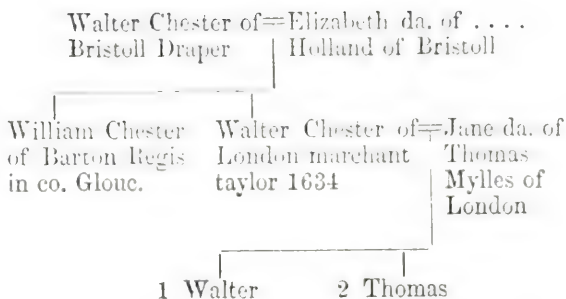 Walter Chester of=Elizabeth da. of . . . .
Bristoll Draper Holland of Bristoll
William Chester Walter Chester of=Jane da. of
of Barton Regis London marchant Thomas
in co. Glouc. taylor 1634 Mylles of
London
1 Walter 2 Thomas